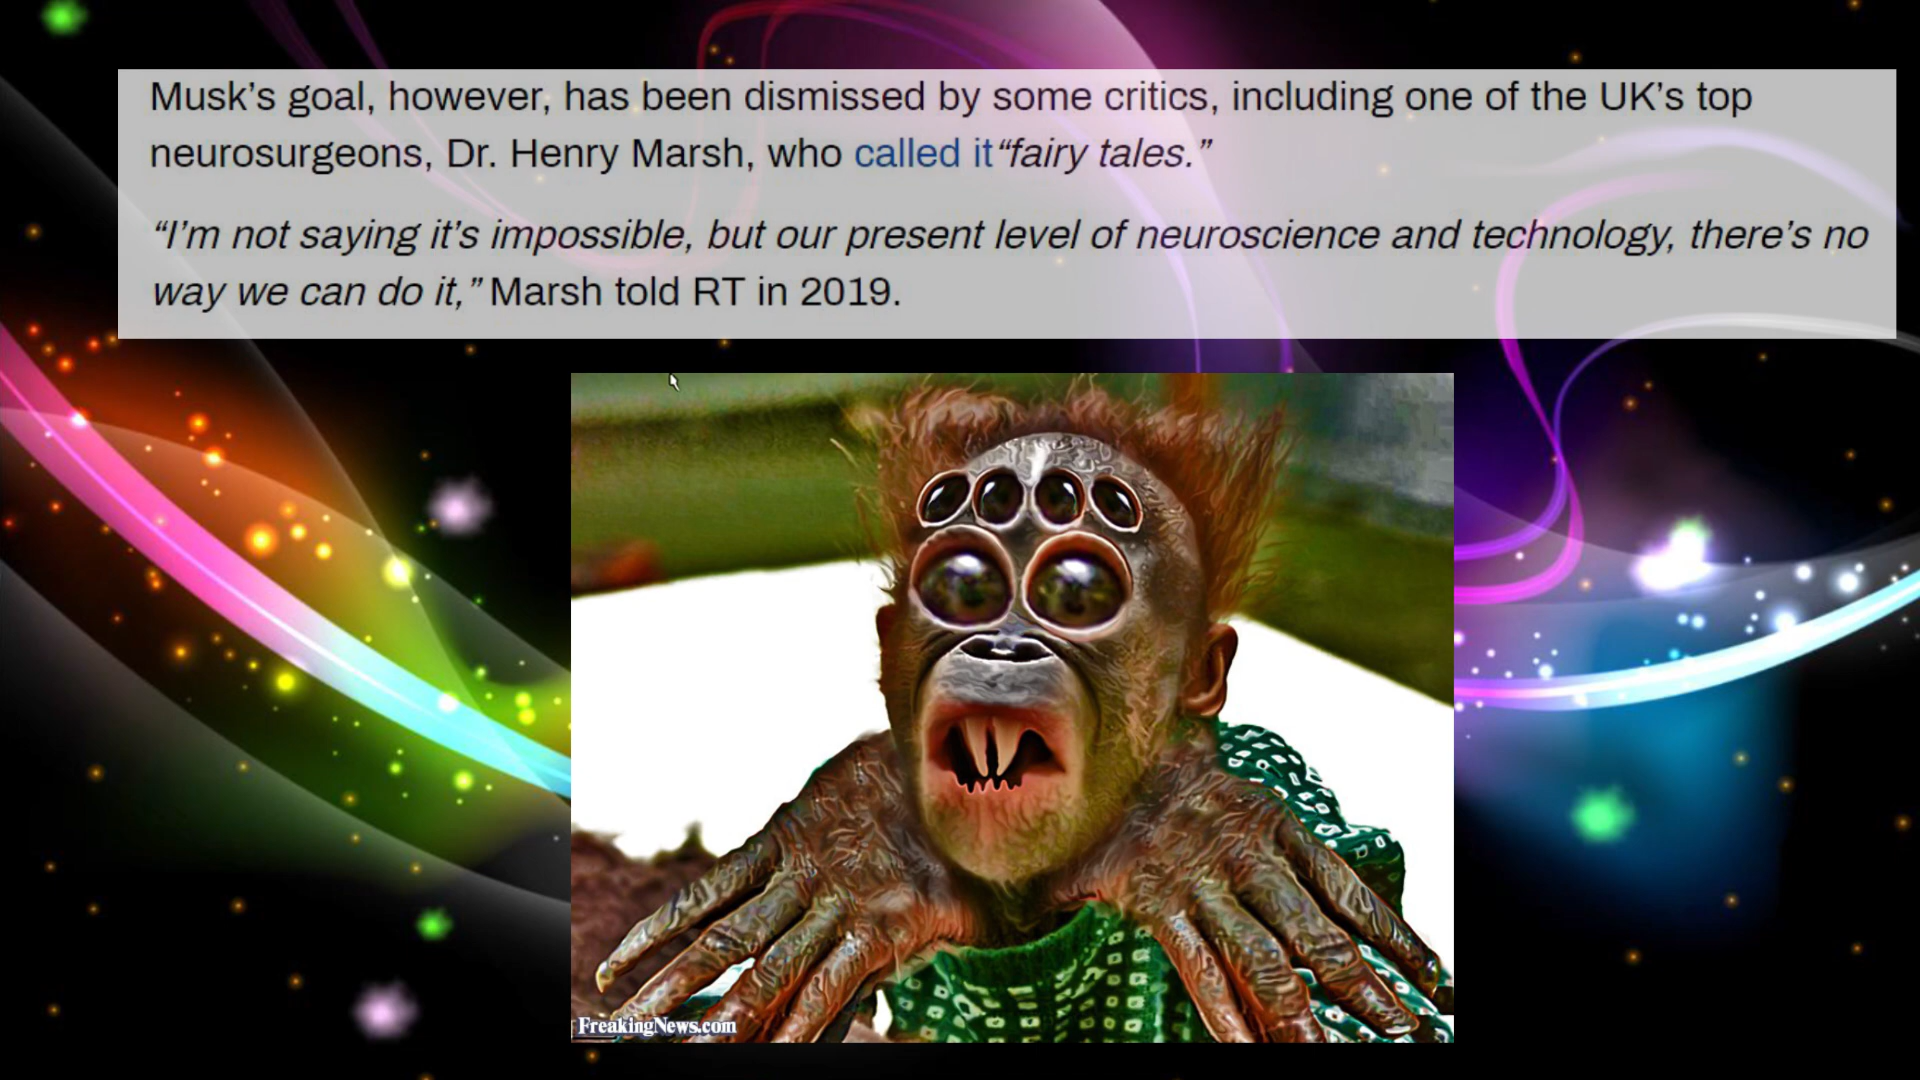 Musk’s goal, however, has been dismissed by some critics, including one of the UK’s top
neurosurgeons, Dr. Henry Marsh, who called it“fairy tales.”
“I’m not saying it’s impossible, but our present level of neuroscience and technology, there’s no
way we can do it,” Marsh told RT in 2019.
FreakingNews.com